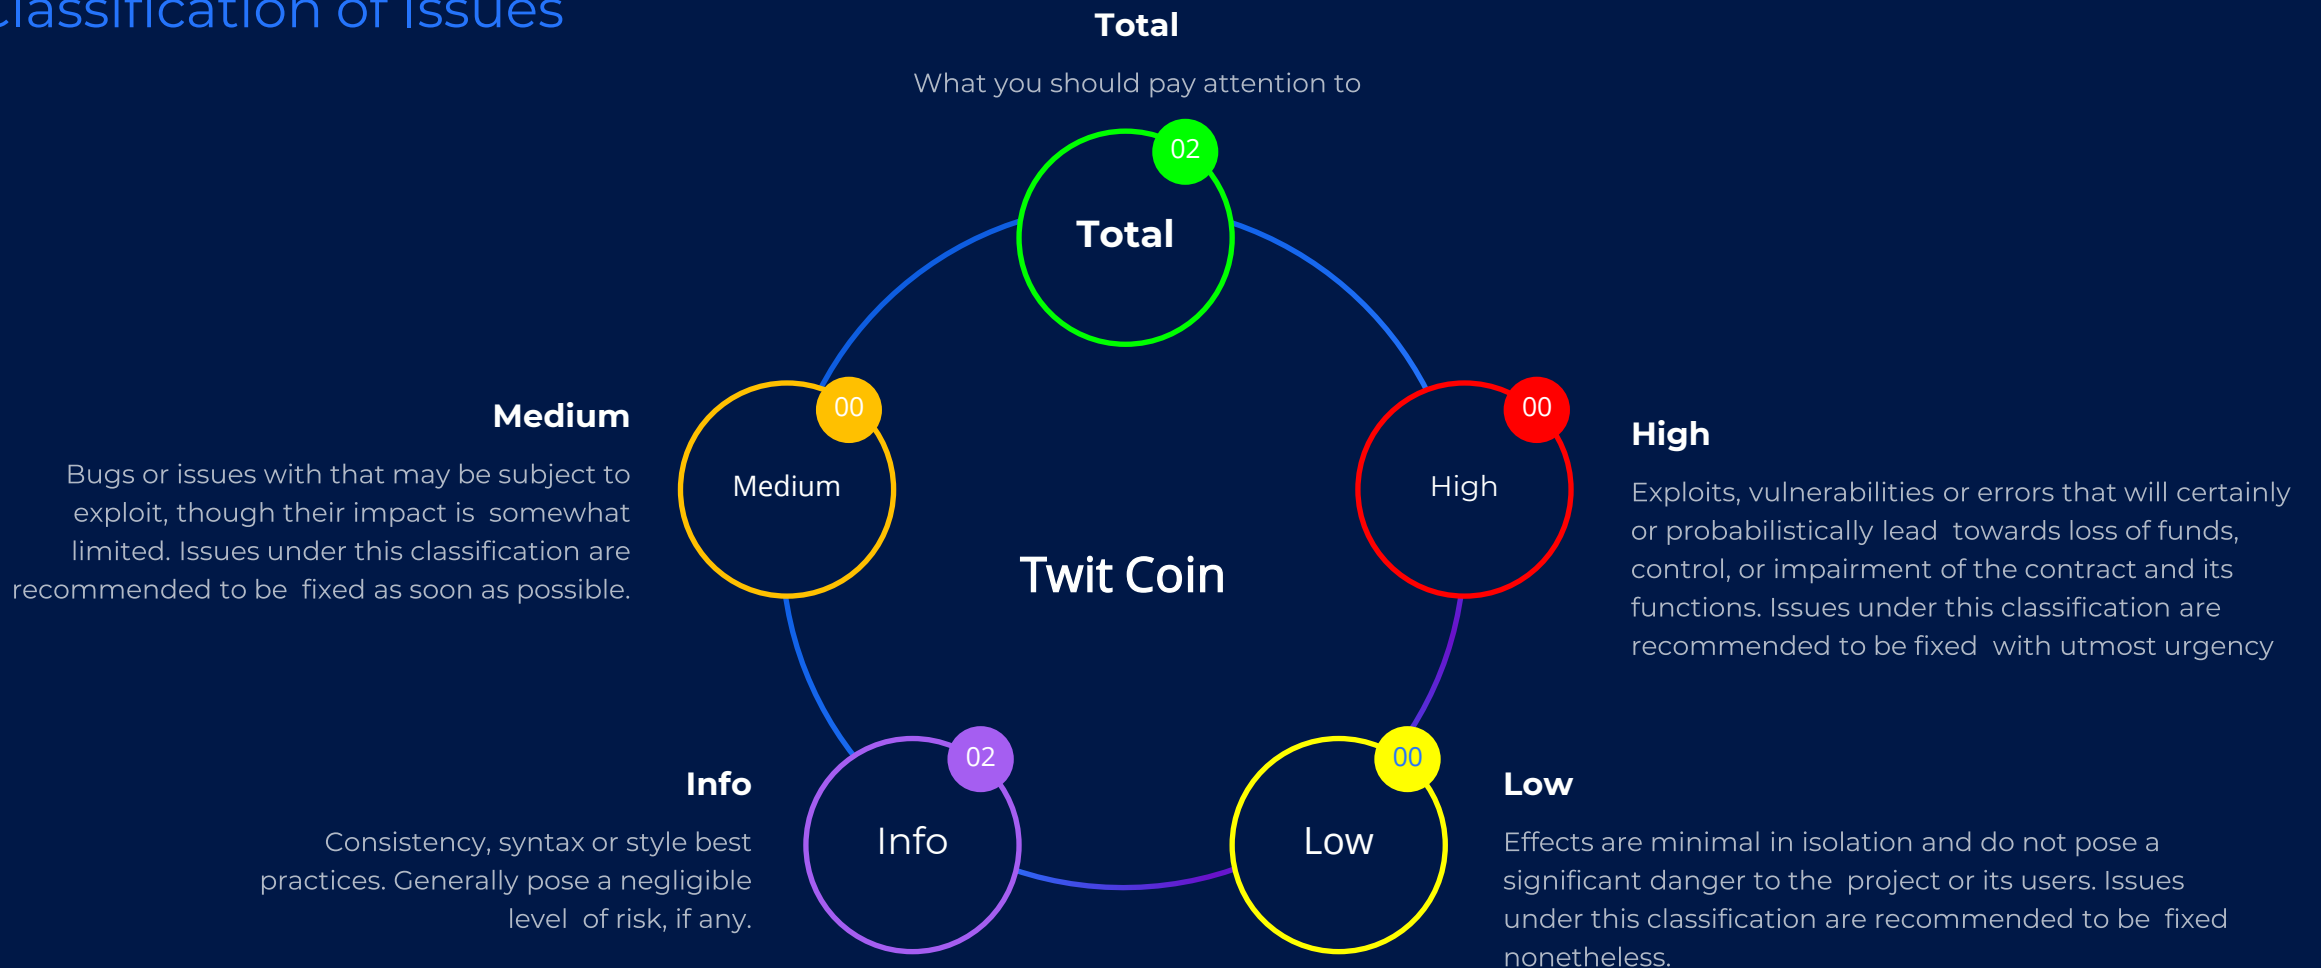 Classification of Issues
Total
What you should pay attention to
02
Total
Medium
Bugs or issues with that may be subject to
exploit, though their impact is somewhat
limited. Issues under this classification are
recommended to be fixed as soon as possible.
00
Medium
00
High
High
Exploits, vulnerabilities or errors that will certainly
or probabilistically lead towards loss of funds,
control, or impairment of the contract and its
functions. Issues under this classification are
recommended to be fixed with utmost urgency
Twit Coin
Info
Consistency, syntax or style best
practices. Generally pose a negligible
level of risk, if any.
02
Info
00
Low
Low
Effects are minimal in isolation and do not pose a
significant danger to the project or its users. Issues
under this classification are recommended to be fixed
nonetheless.